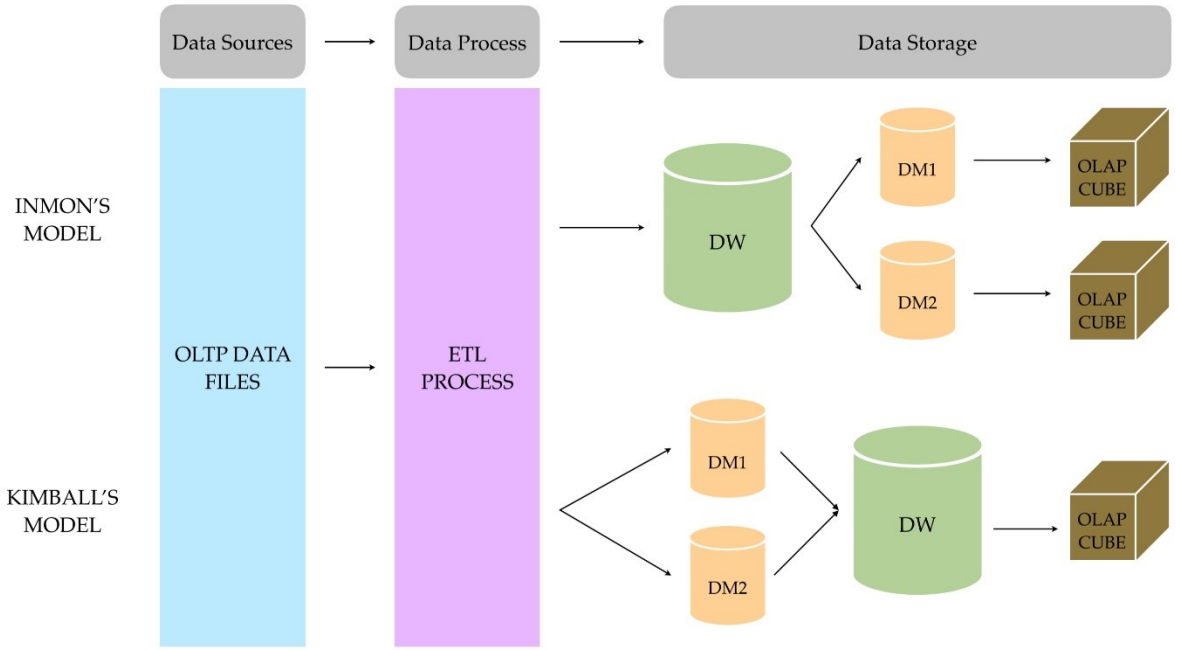 Data Sources
Data Process
Data Storage
INMON'S
MODEL
DW
DM1
OLAP
CUBE
DM2
OLAP
CUBE
OLTP DATA
FILES
ETL
PROCESS
KIMBALL'S
MODEL
DM1
DM2
DW
OLAP
CUBE